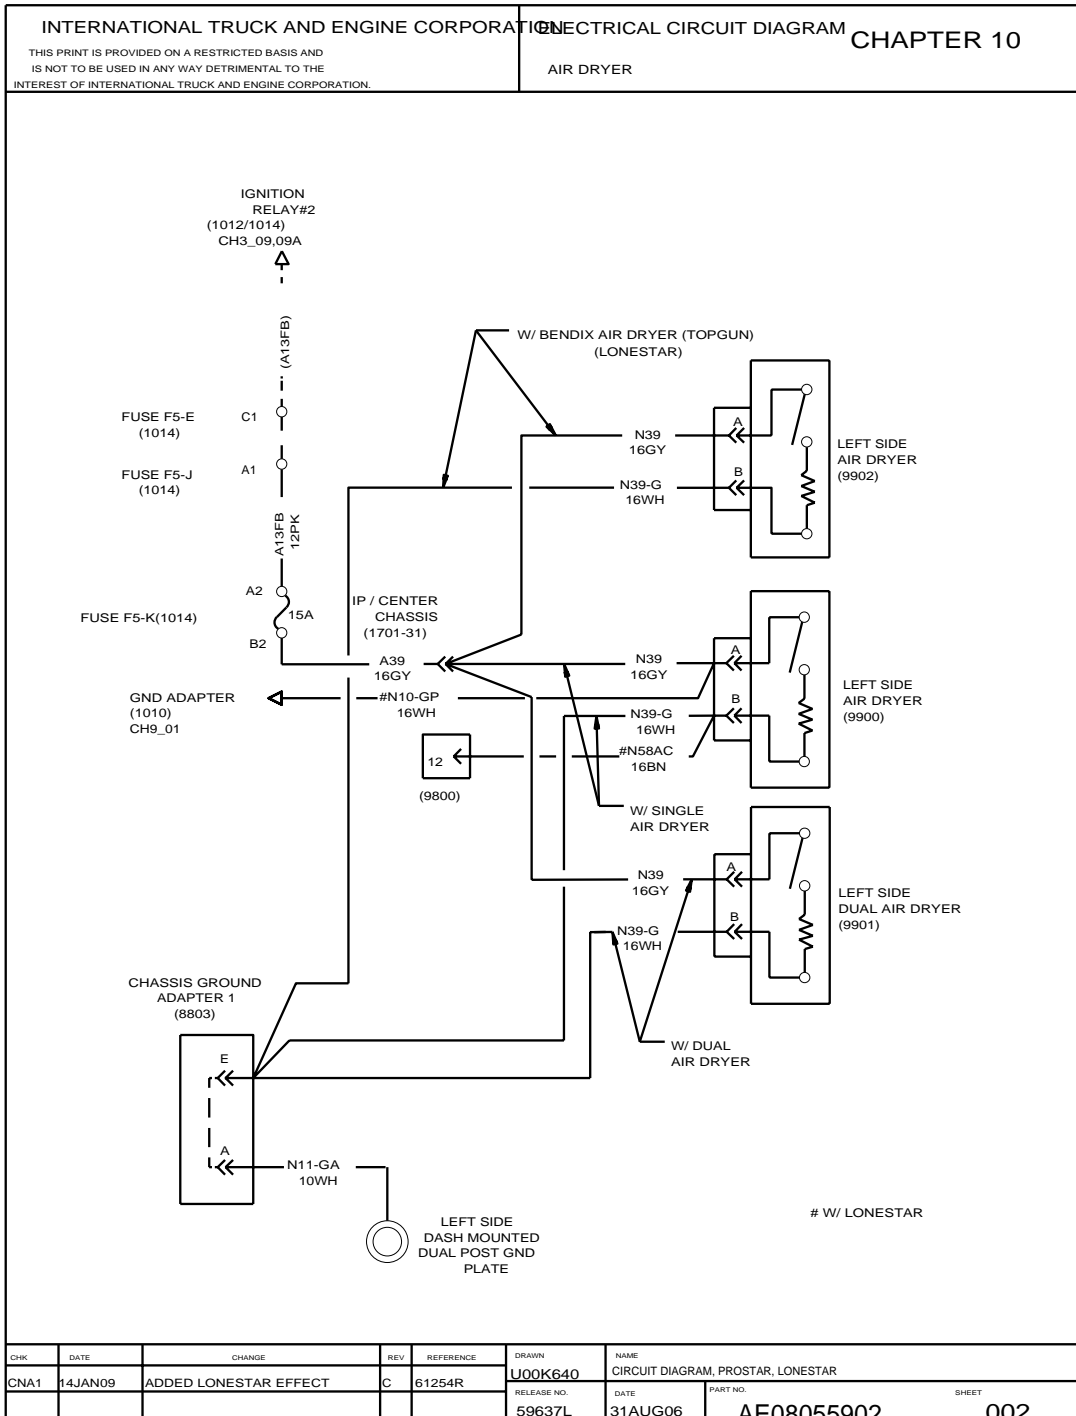 INTERNATIONAL TRUCK AND ENGINE CORPORATION
THIS PRINT IS PROVIDED ON A RESTRICTED BASIS AND
IS NOT TO BE USED IN ANY WAY DETRIMENTAL TO THE
INTEREST OF INTERNATIONAL TRUCK AND ENGINE CORPORATION.
ELECTRICAL CIRCUIT DIAGRAM
AIR DRYER
CHAPTER 10
IGNITION
RELAY#2
(1012/1014)
CH3_09,09A
(A13FB)
FUSE F5-E
(1014)
C1
FUSE F5-J
(1014)
A1
A13FB
12PK
A2
FUSE F5-K(1014)
15A
B2
W/ BENDIX AIR DRYER (TOPGUN)
(LONESTAR)
N39
16GY
N39-G
16WH
A
B
LEFT SIDE
AIR DRYER
(9902)
IP / CENTER
CHASSIS
(1701-31)
A39
16GY
GND ADAPTER
(1010)
CH9_01
#N10-GP
16WH
N39
16GY
N39-G
16WH
#N58AC
16BN
A
B
LEFT SIDE
AIR DRYER
(9900)
12
(9800)
W/ SINGLE
AIR DRYER
N39
16GY
N39-G
16WH
A
B
LEFT SIDE
DUAL AIR DRYER
(9901)
W/ DUAL
AIR DRYER
CHASSIS GROUND
ADAPTER 1
(8803)
E
A
N11-GA
10WH
LEFT SIDE
DASH MOUNTED
DUAL POST GND
PLATE
# W/ LONESTAR
CHK DATE CHANGE REV REFERENCE
CNA1 14JAN09 ADDED LONESTAR EFFECT C 61254R
DRAWN
U00K640
NAME
CIRCUIT DIAGRAM, PROSTAR, LONESTAR
RELEASE NO.
59637L
DATE
31AUG06
PART NO.
AE08055902
SHEET
002